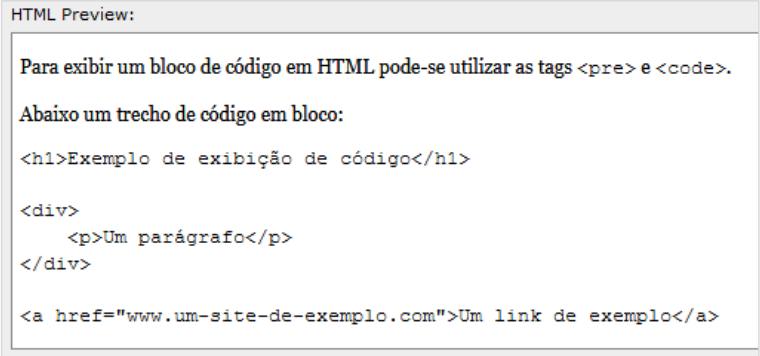 HTML Preview:
Para exibir um bloco de código em HTML pode-se utilizar as tags <pre> e <code>.
Abaixo um trecho de código em bloco:
<h1>Exemplo de exibição de código</h1>
<div>
    <p>Um parágrafo</p>
</div>
<a href="www.um-site-de-exemplo.com">Um link de exemplo</a>